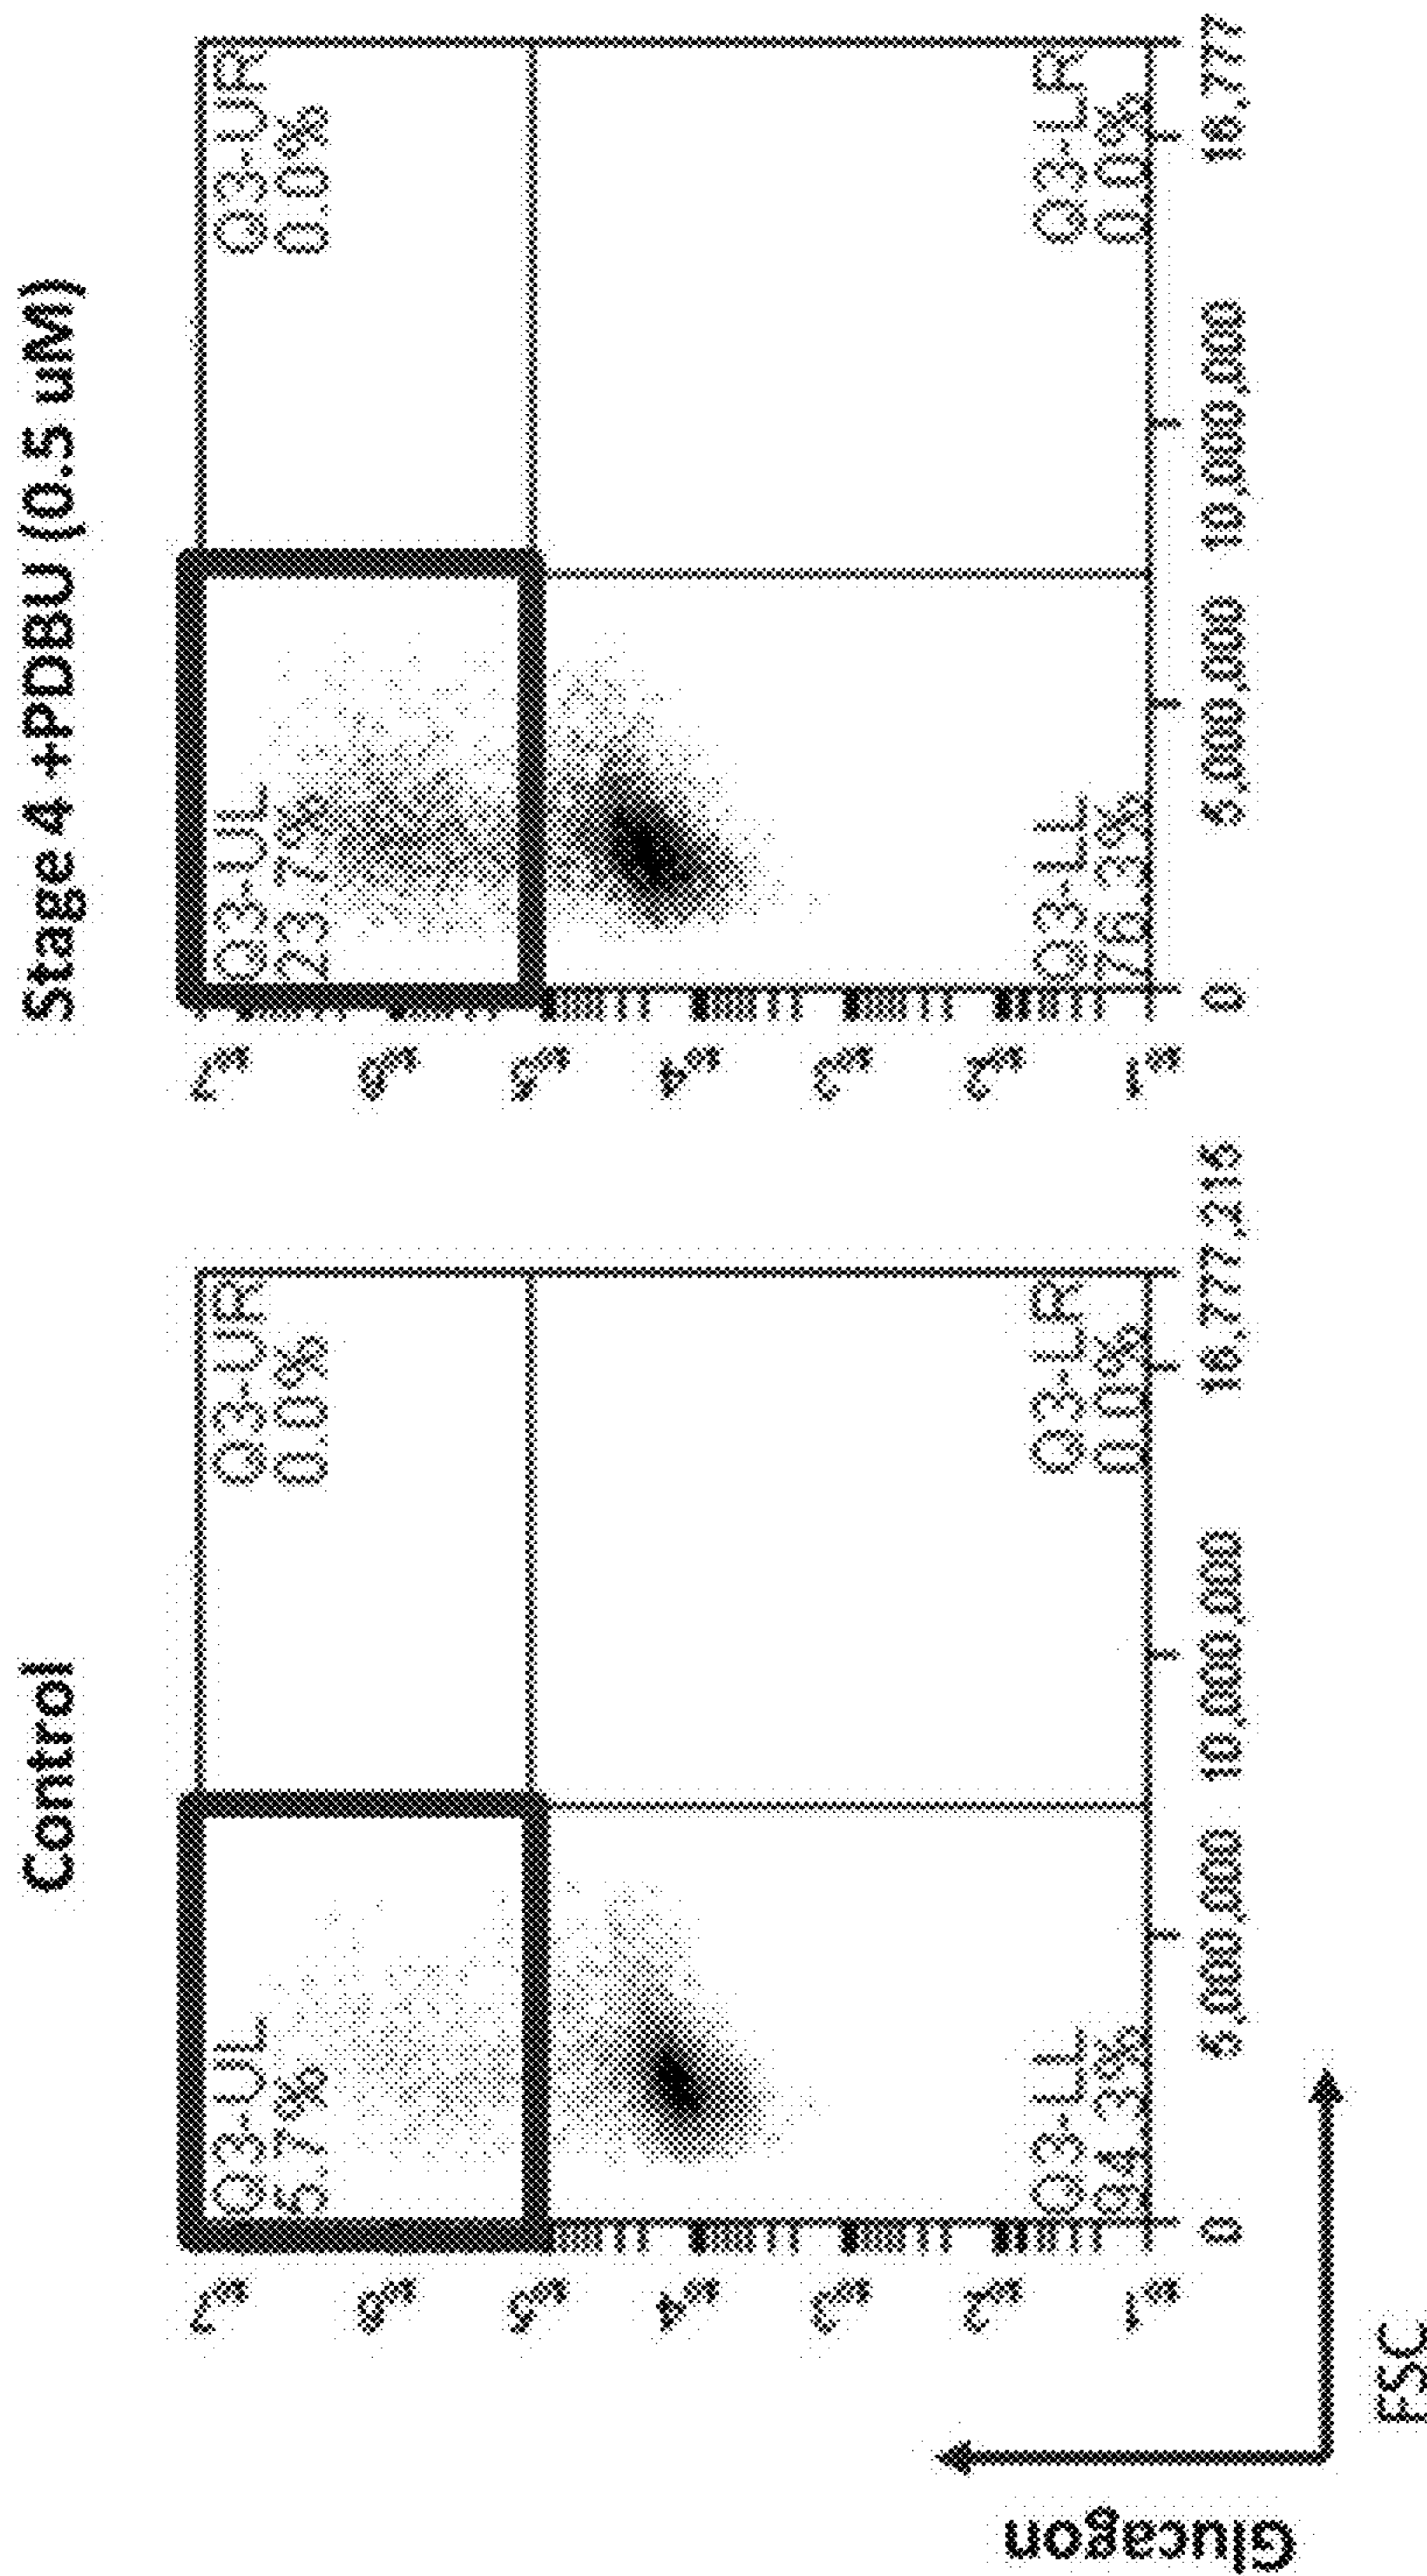 Control
Q3-UL
5.7%
Q3-UR
0.0%
Q3-LL
94.3%
Q3-LR
0.0%
0
5,000,000
10,000,000
16,777,215
Stage 4 +PDBU (0.5 uM)
Q3-UL
23.7%
Q3-UR
0.0%
Q3-LL
76.3%
Q3-LR
0.0%
0
5,000,000
10,000,000
16,777
Glucagon
FSC